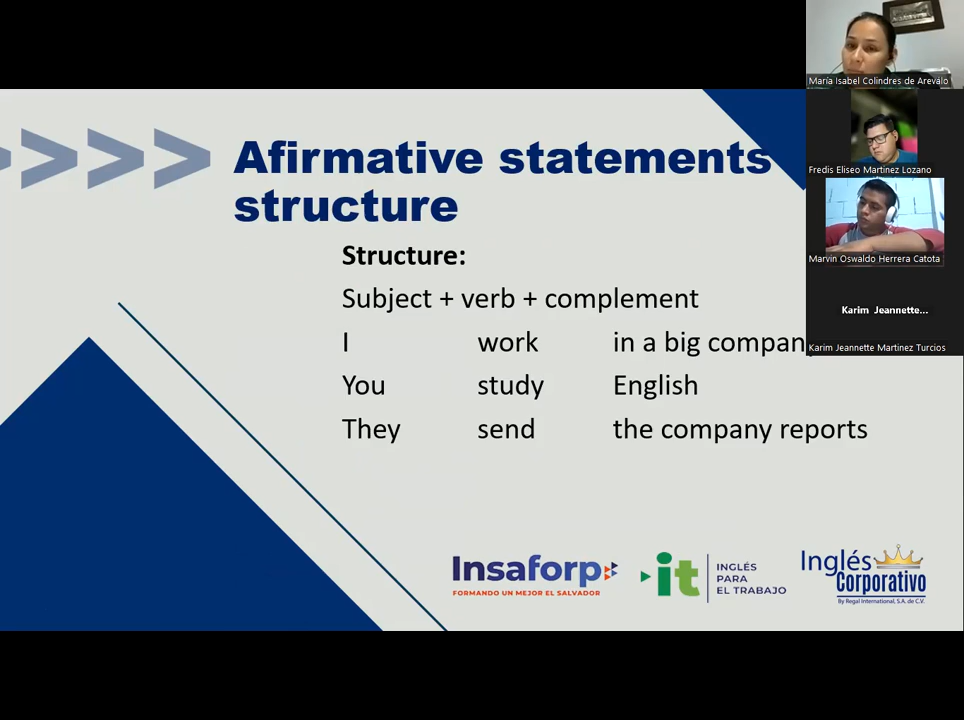 Afirmative statements
structure
Structure:
Subject + verb + complement
I work in a big compan
You study English
They send the company reports
Insaforp
FORMANDO UN MEJOR EL SALVADOR
it
INGLÉS
PARA
EL TRABAJO
Inglés
Corporativo
By Regal International, S.A. de C.V.
María Isabel Colindres de Arevalo
Fredis Eliseo Martinez Lozano
Marvin Oswaldo Herrera Catota
Karim Jeannette...
Karim Jeannette Martinez Turcios